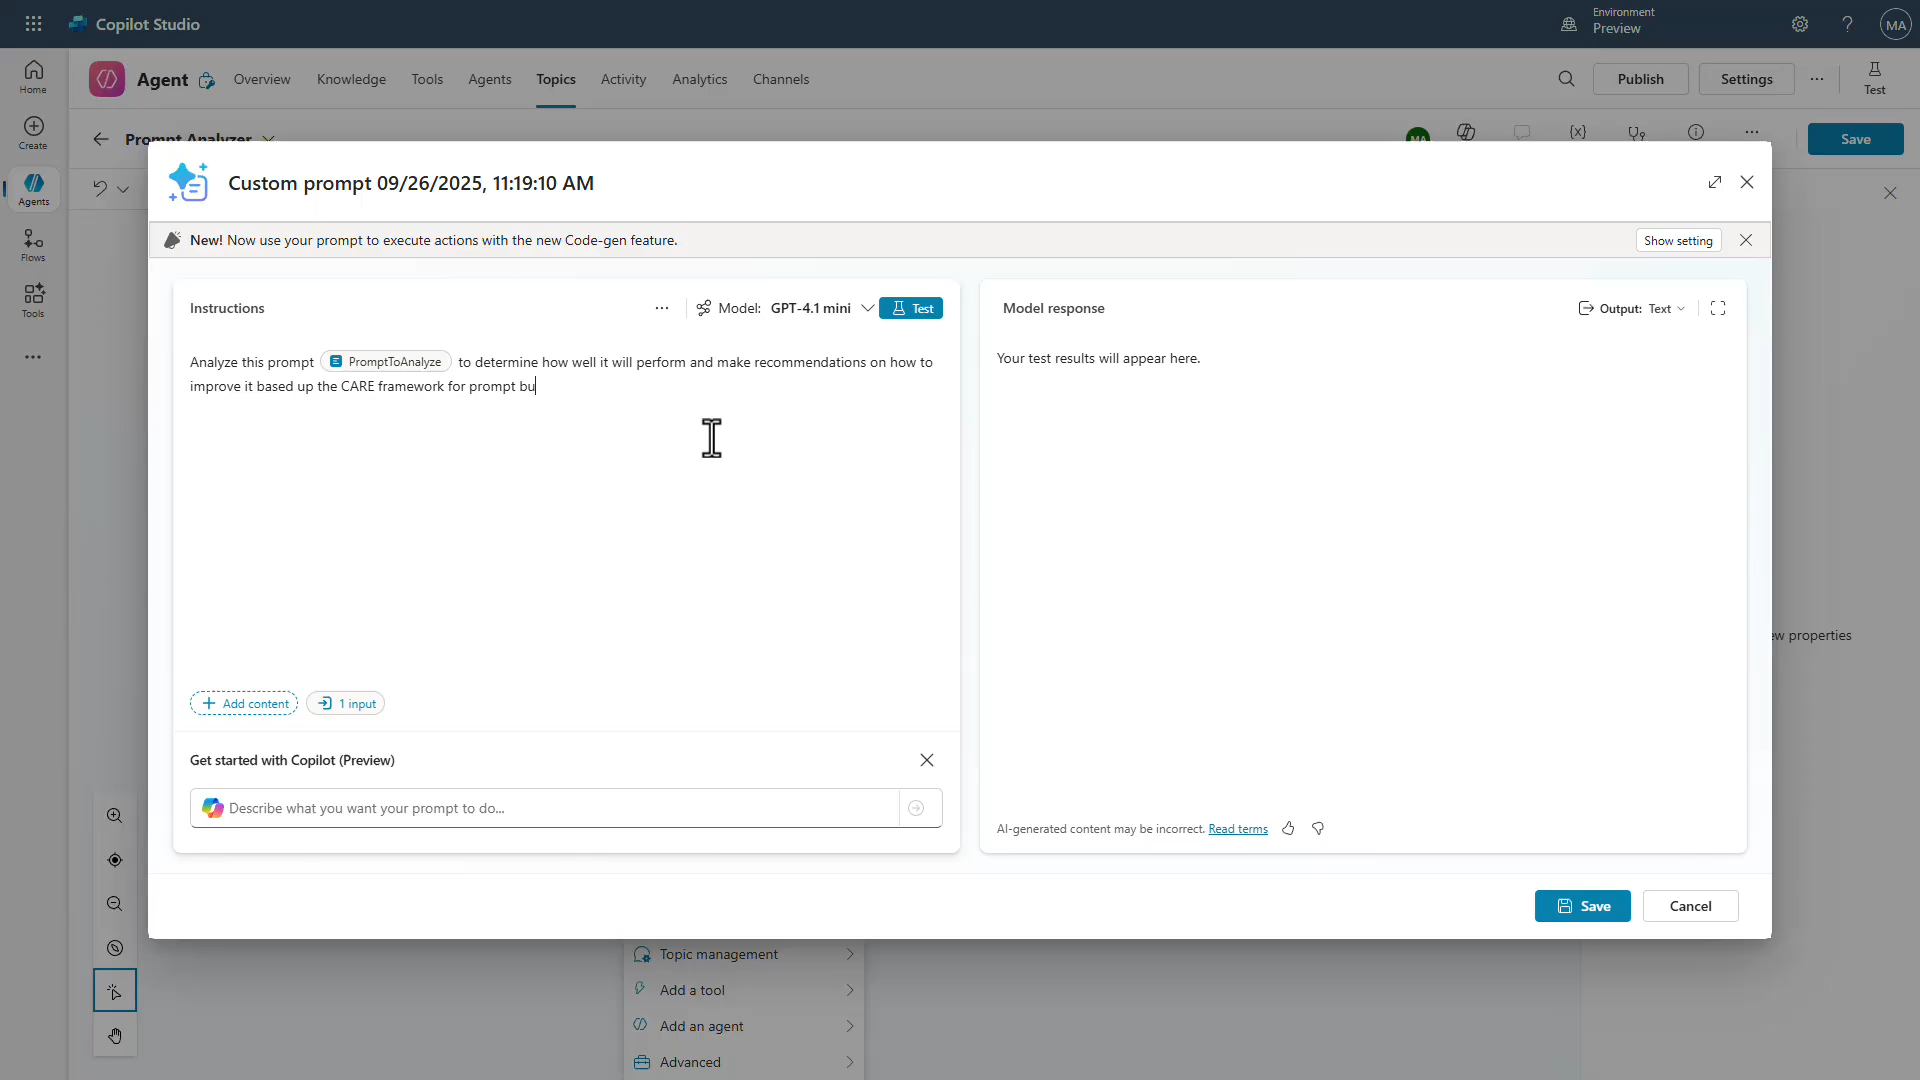 Copilot Studio
Environment
Preview
MA
Home
Create
Agents
Flows
Tools
Agent
Overview
Knowledge
Tools
Agents
Topics
Activity
Analytics
Channels
Publish
Settings
Test
Prompt Analyzer
MA
Save
Custom prompt 09/26/2025, 11:19:10 AM
New! Now use your prompt to execute actions with the new Code-gen feature.
Show setting
Instructions
Model: GPT-4.1 mini
Test
Analyze this prompt PromptToAnalyze to determine how well it will perform and make recommendations on how to
improve it based up the CARE framework for prompt bu
Add content
1 input
Get started with Copilot (Preview)
Describe what you want your prompt to do...
Model response
Output: Text
Your test results will appear here.
AI-generated content may be incorrect. Read terms
Save
Cancel
properties
Topic management
Add a tool
Add an agent
Advanced